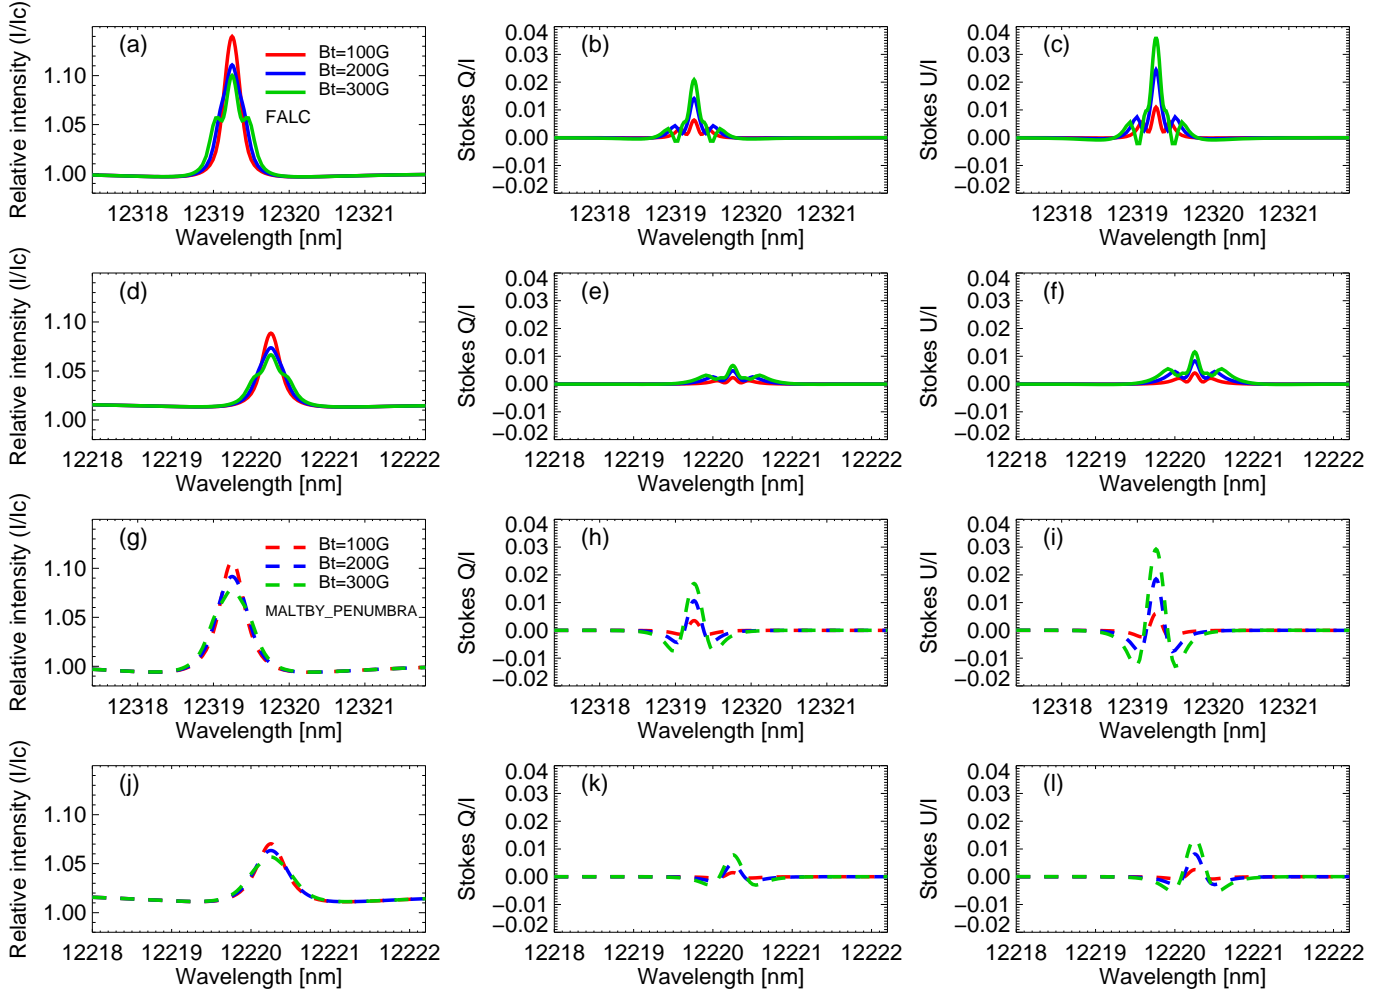 (a)
Bt=100G
Bt=200G
Bt=300G
FALC
1.10
1.05
1.00
Relative intensity (I/Ic)
12318 12319 12320 12321
Wavelength [nm]
(b)
0.04
0.03
0.02
0.01
0.00
−0.01
−0.02
Stokes Q/I
12318 12319 12320 12321
Wavelength [nm]
(c)
0.04
0.03
0.02
0.01
0.00
−0.01
−0.02
Stokes U/I
12318 12319 12320 12321
Wavelength [nm]
(d)
1.10
1.05
1.00
Relative intensity (I/Ic)
12218 12219 12220 12221 12222
Wavelength [nm]
(e)
0.04
0.03
0.02
0.01
0.00
−0.01
−0.02
Stokes Q/I
12218 12219 12220 12221 12222
Wavelength [nm]
(f)
0.04
0.03
0.02
0.01
0.00
−0.01
−0.02
Stokes U/I
12218 12219 12220 12221 12222
Wavelength [nm]
(g)
Bt=100G
Bt=200G
Bt=300G
MALTBY_PENUMBRA
1.10
1.05
1.00
Relative intensity (I/Ic)
12318 12319 12320 12321
Wavelength [nm]
(h)
0.04
0.03
0.02
0.01
0.00
−0.01
−0.02
Stokes Q/I
12318 12319 12320 12321
Wavelength [nm]
(i)
0.04
0.03
0.02
0.01
0.00
−0.01
−0.02
Stokes U/I
12318 12319 12320 12321
Wavelength [nm]
(j)
1.10
1.05
1.00
Relative intensity (I/Ic)
12218 12219 12220 12221 12222
Wavelength [nm]
(k)
0.04
0.03
0.02
0.01
0.00
−0.01
−0.02
Stokes Q/I
12218 12219 12220 12221 12222
Wavelength [nm]
(l)
0.04
0.03
0.02
0.01
0.00
−0.01
−0.02
Stokes U/I
12218 12219 12220 12221 12222
Wavelength [nm]